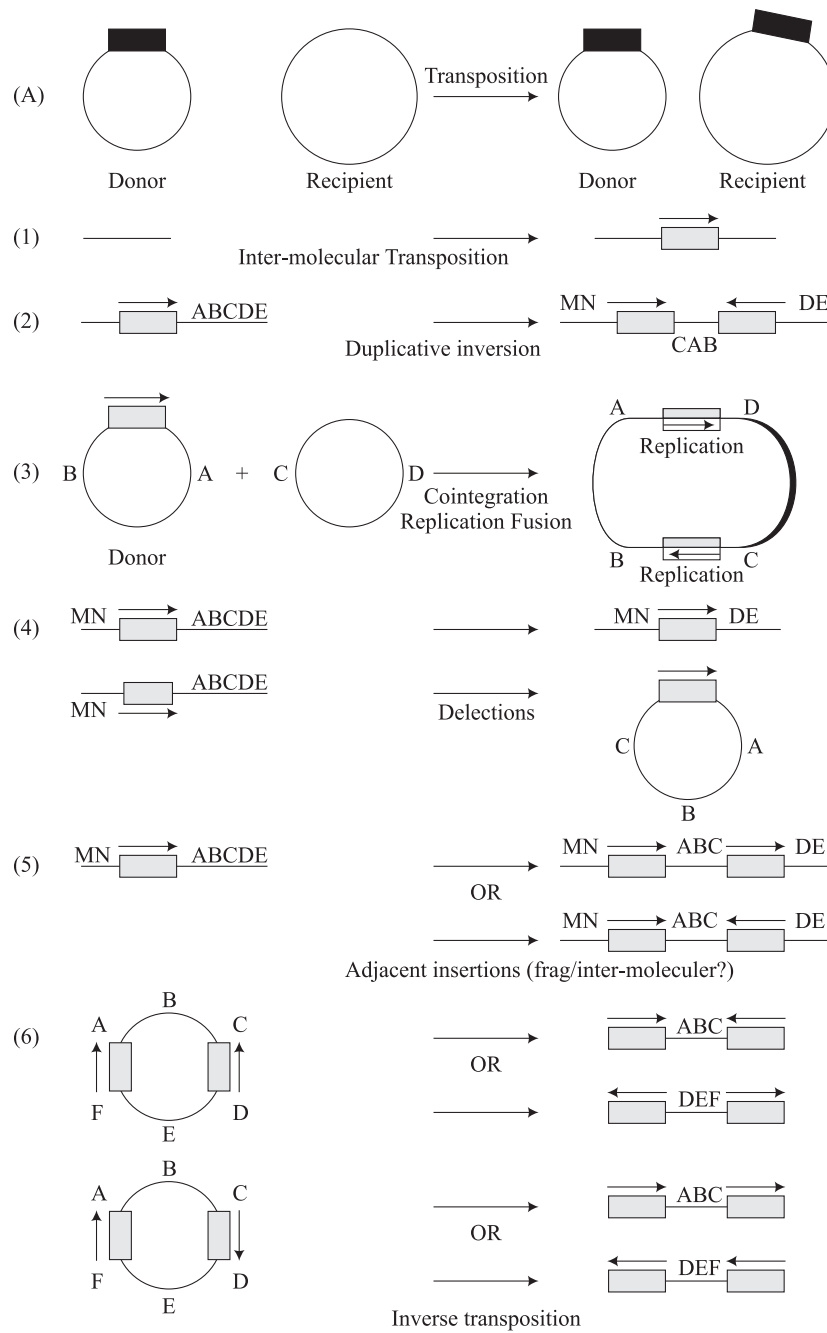 (A) Transposition
Donor Recipient Donor Recipient
(1) Inter-molecular Transposition
(2) ABCDE MN DE
Duplicative inversion CAB
(3) A D
Replication
B A + C D
Cointegration
Replication Fusion
Donor
B C
Replication
(4) MN ABCDE MN DE
ABCDE
MN Delections
C A
B
(5) MN ABCDE MN ABC DE
OR
MN ABC DE
Adjacent insertions (frag/inter-moleculer?)
B
(6) A C ABC
OR
F D DEF
E
B
A C ABC
OR
F D DEF
E
Inverse transposition